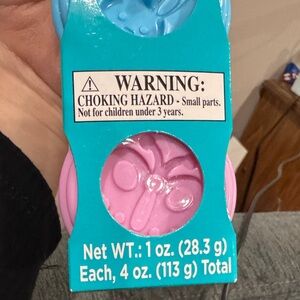 WARNING:
CHOKING HAZARD - Small parts.
Not for children under 3 years.
Net WT.: 1 oz. (28.3 g)
Each, 4 oz. (113 g) Total